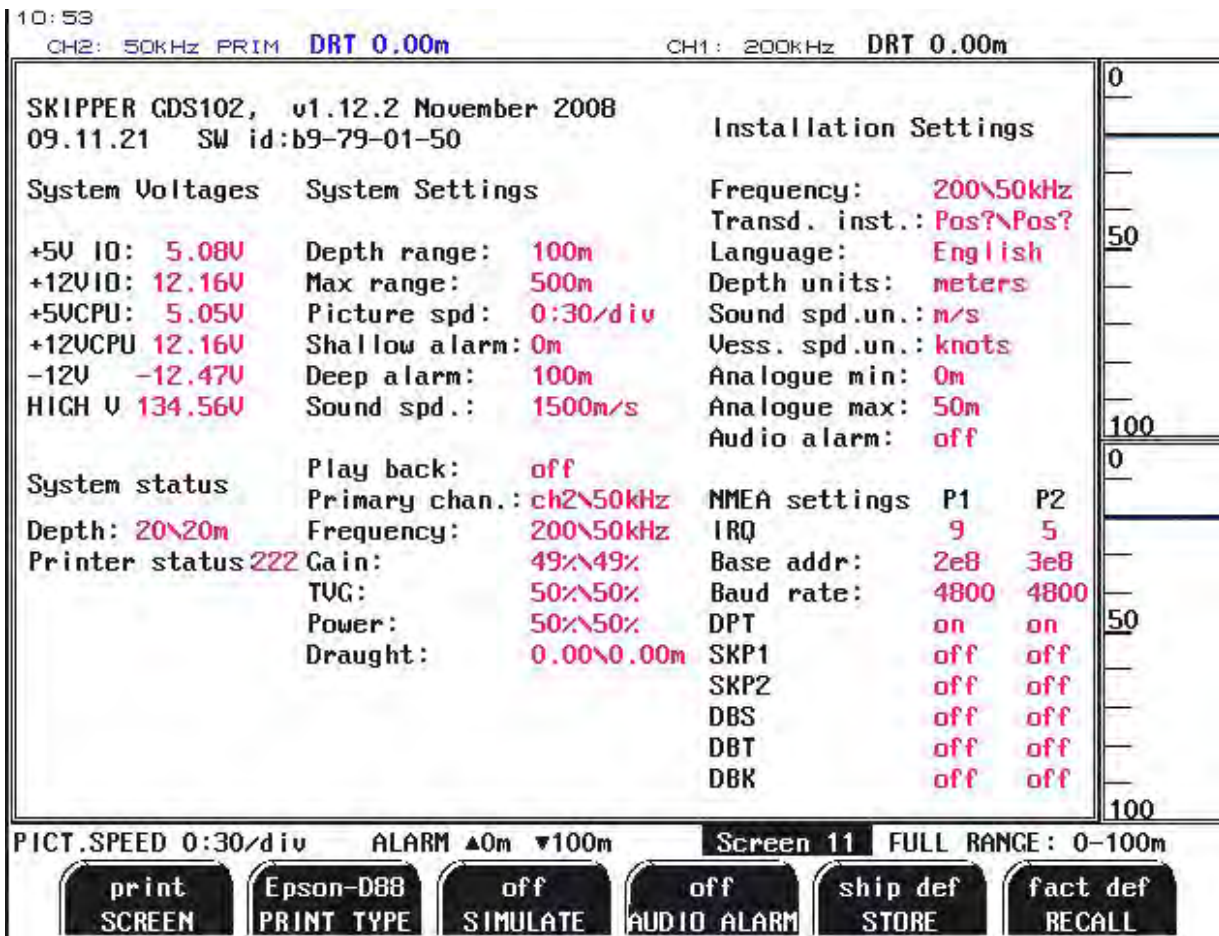 10:53
CH2: 50KHz PRIM DRT 0.00m CH1: 200KHz DRT 0.00m
SKIPPER GDS102, v1.12.2 November 2008
09.11.21 SW id:b9-79-01-50
System Voltages
+5V IO: 5.08V
+12VIO: 12.16V
+5VCPU: 5.05V
+12VCPU 12.16V
-12V -12.47V
HIGH V 134.56V
System status
Depth: 20\20m
Printer status:222
System Settings
Depth range: 100m
Max range: 500m
Picture spd: 0:30/div
Shallow alarm: 0m
Deep alarm: 100m
Sound spd.: 1500m/s
Play back: off
Primary chan.: ch2\50kHz
Frequency: 200\50kHz
Gain: 49%\49%
TVG: 50%\50%
Power: 50%\50%
Draught: 0.00\0.00m
Installation Settings
Frequency: 200\50kHz
Transd. inst.: Pos?\Pos?
Language: English
Depth units: meters
Sound spd.un.: m/s
Vess. spd.un.: knots
Analogue min: 0m
Analogue max: 50m
Audio alarm: off
NMEA settings P1 P2
IRQ 9 5
Base addr: 2e8 3e8
Baud rate: 4800 4800
DPT on on
SKP1 off off
SKP2 off off
DBS off off
DBT off off
DBK off off
0
50
100
0
50
100
PICT.SPEED 0:30/div ALARM ▲0m ▼100m Screen 11 FULL RANGE: 0-100m
print SCREEN
Epson-D88 PRINT TYPE
off SIMULATE
off AUDIO ALARM
ship def STORE
fact def RECALL